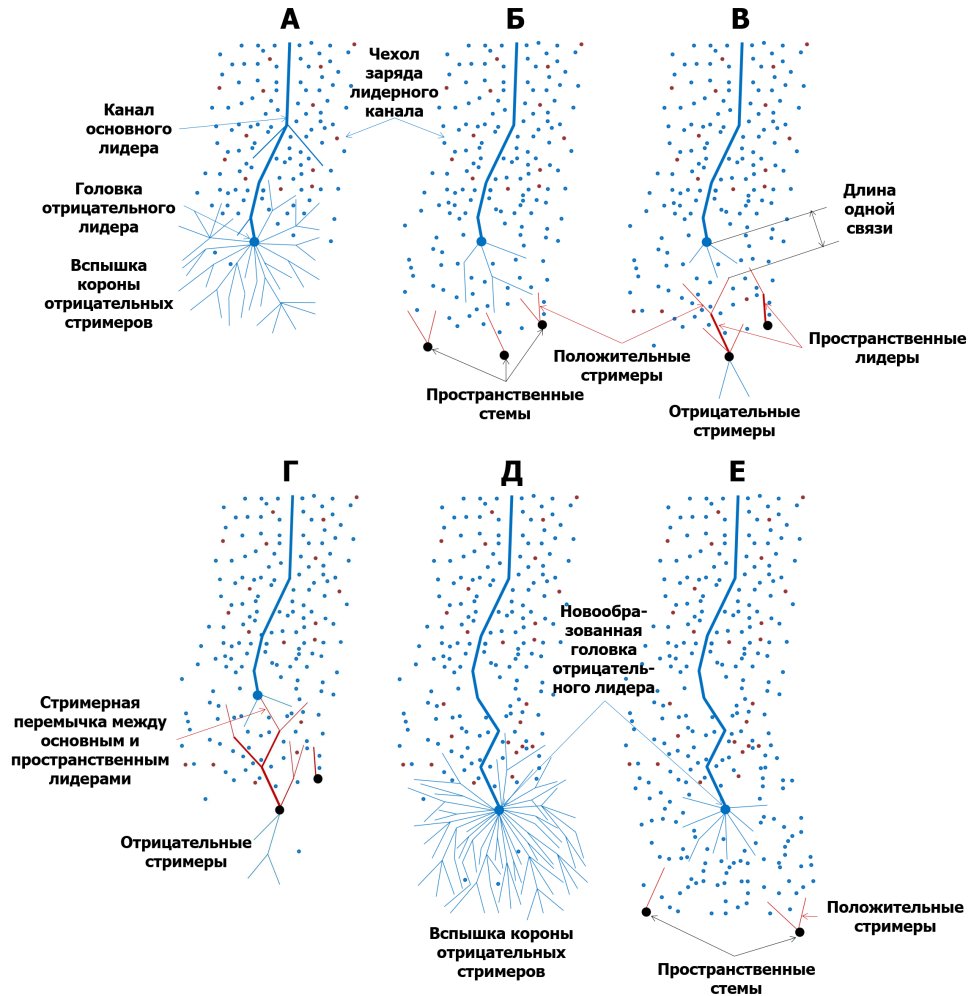 А
Б
В
Чехол
заряда
лидерного
канала
Канал
основного
лидера
Головка
отрицательного
лидера
Вспышка
короны
отрицательных
стримеров
Длина
одной
связи
Положительные
стримеры
Пространственные
лидеры
Пространственные
стемы
Отрицательные
стримеры
Г
Д
Е
Новообра-
зованная
головка
отрицатель-
ного лидера
Стримерная
перемычка между
основным и
пространственным
лидерами
Отрицательные
стримеры
Вспышка короны
отрицательных
стримеров
Положительные
стримеры
Пространственные
стемы